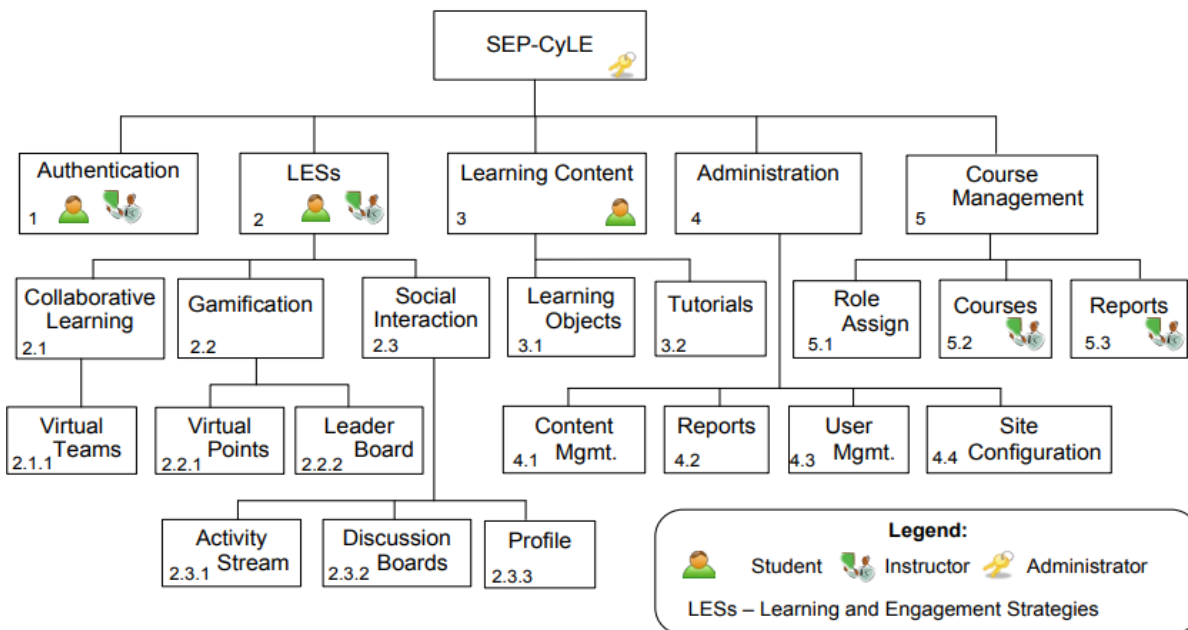 SEP-CyLE
Authentication
1
LESs
2
Learning Content
3
Administration
4
Course
Management
5
Collaborative
Learning
2.1
Gamification
2.2
Social
Interaction
2.3
Learning
Objects
3.1
Tutorials
3.2
Role
Assign
5.1
Courses
5.2
Reports
5.3
Virtual
Teams
2.1.1
Virtual
Points
2.2.1
Leader
Board
2.2.2
Content
Mgmt.
4.1
Reports
4.2
User
Mgmt.
4.3
Site
Configuration
4.4
Activity
Stream
2.3.1
Discussion
Boards
2.3.2
Profile
2.3.3
Legend:
Student Instructor Administrator
LESs – Learning and Engagement Strategies